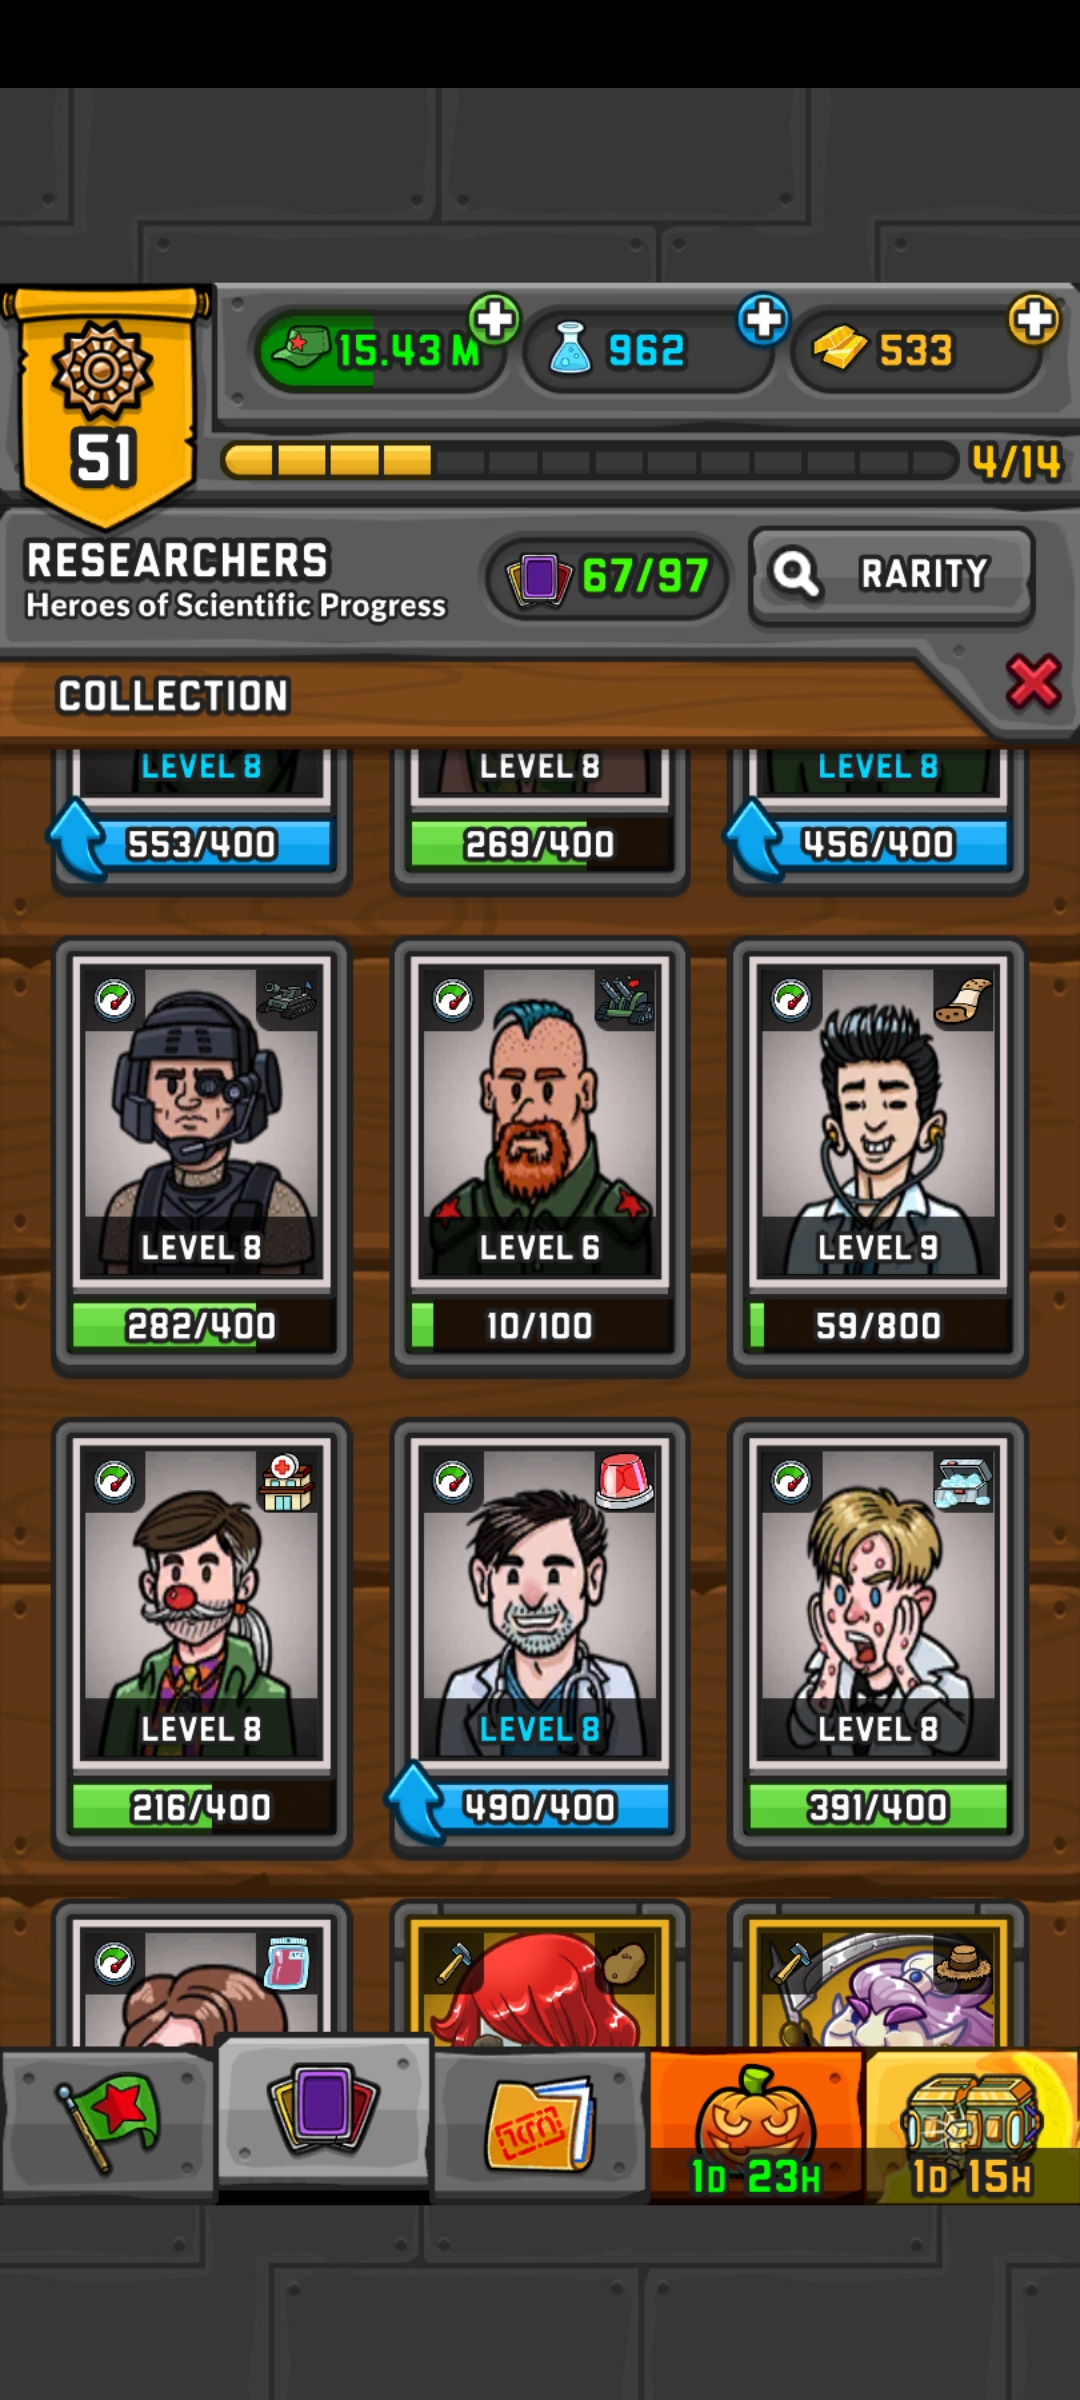 15.43 M
962
533
51
4/14
RESEARCHERS
Heroes of Scientific Progress
67/97
RARITY
COLLECTION
LEVEL 8
LEVEL 8
LEVEL 8
553/400
269/400
456/400
LEVEL 8
LEVEL 6
LEVEL 9
282/400
10/100
59/800
LEVEL 8
LEVEL 8
LEVEL 8
216/400
490/400
391/400
1D 23H
1D 15H